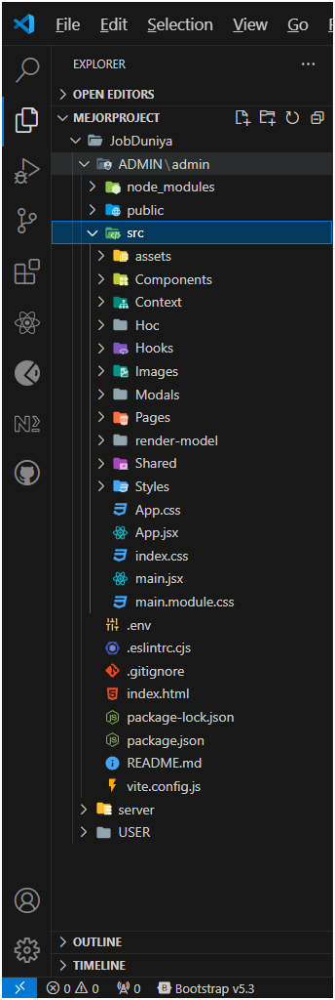 File Edit Selection View Go
EXPLORER
OPEN EDITORS
MEJORPROJECT
JobDuniya
ADMIN \ admin
node_modules
public
src
assets
Components
Context
Hoc
Hooks
Images
Modals
Pages
render-model
Shared
Styles
App.css
App.jsx
index.css
main.jsx
main.module.css
.env
.eslintrc.cjs
.gitignore
index.html
package-lock.json
package.json
README.md
vite.config.js
server
USER
OUTLINE
TIMELINE
0 0 0 Bootstrap v5.3